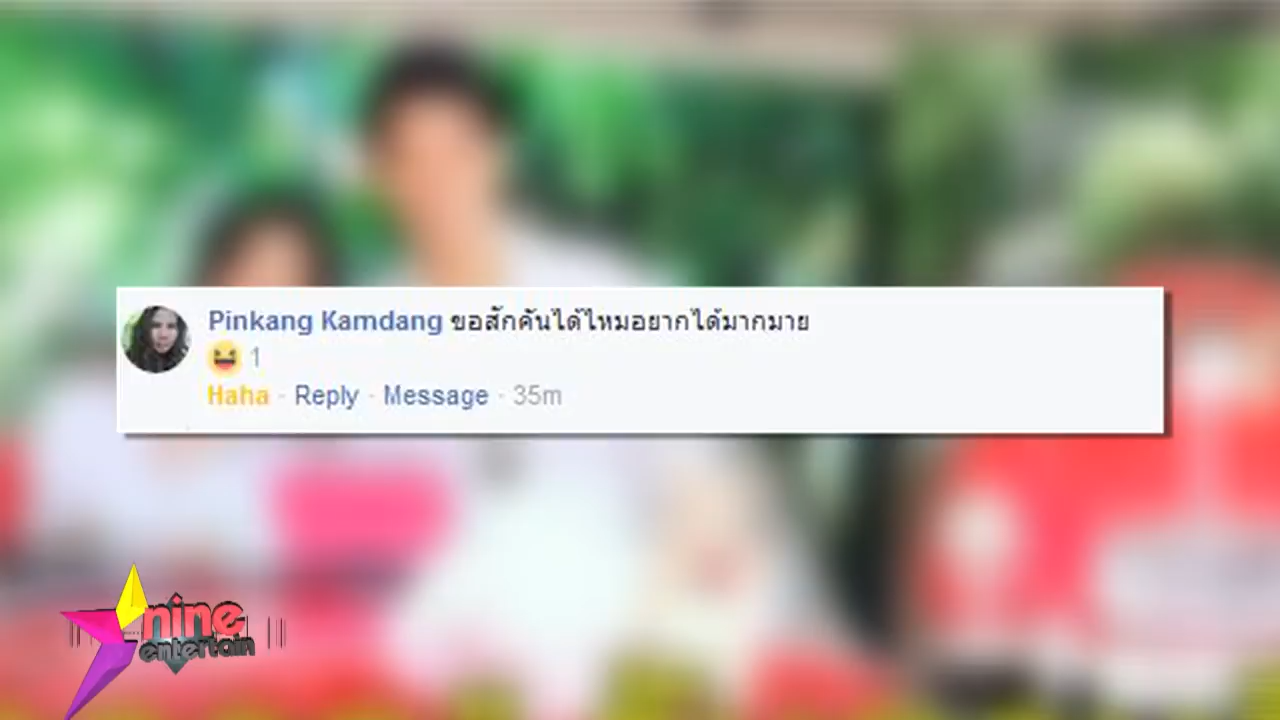 Pinkang Kamdang ขอสักคันได้ไหมอยากได้มากมาย
1
Haha · Reply · Message · 35m
nine
entertain